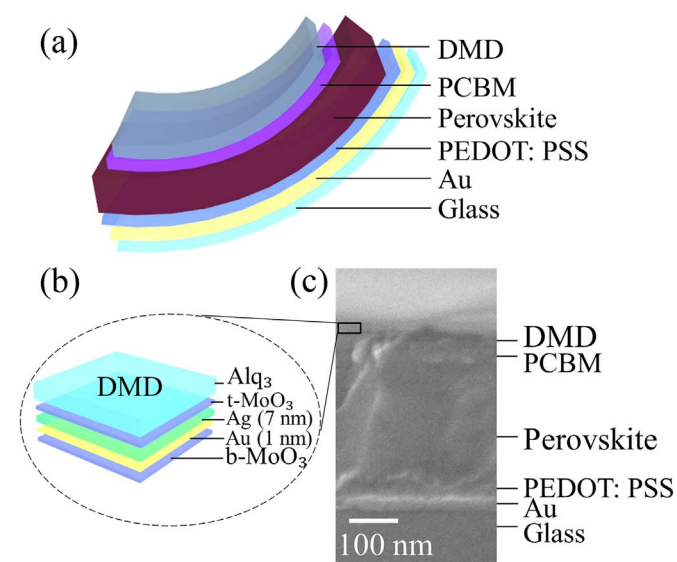 (a)
DMD
PCBM
Perovskite
PEDOT: PSS
Au
Glass
(b)
DMD
Alq₃
t-MoO₃
Ag (7 nm)
Au (1 nm)
b-MoO₃
(c)
DMD
PCBM
Perovskite
PEDOT: PSS
Au
Glass
100 nm